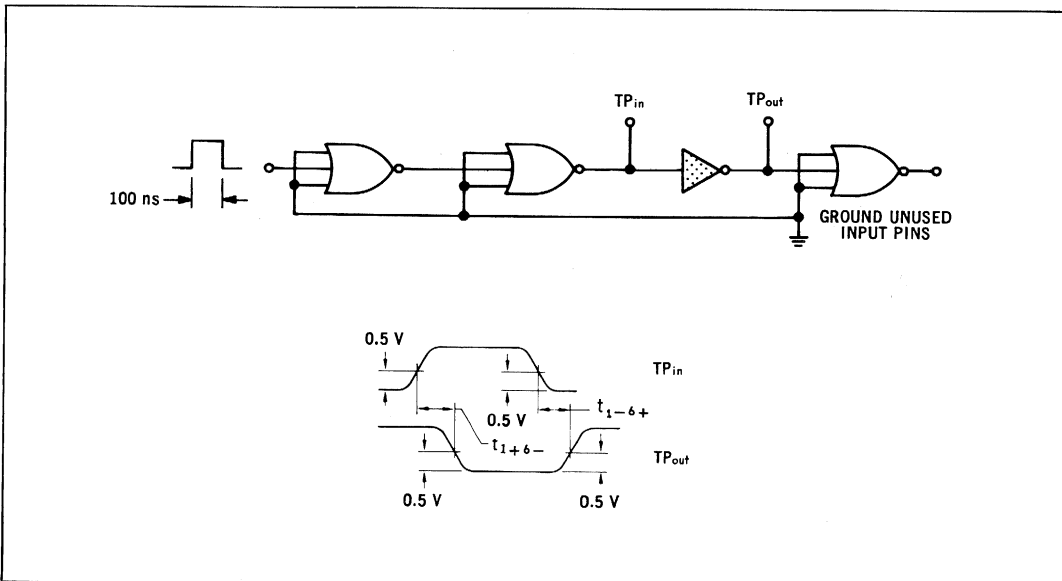 TPin
TPout
100 ns
GROUND UNUSED
INPUT PINS
0.5 V
TPin
0.5 V
t1-6+
t1+6-
TPout
0.5 V
0.5 V